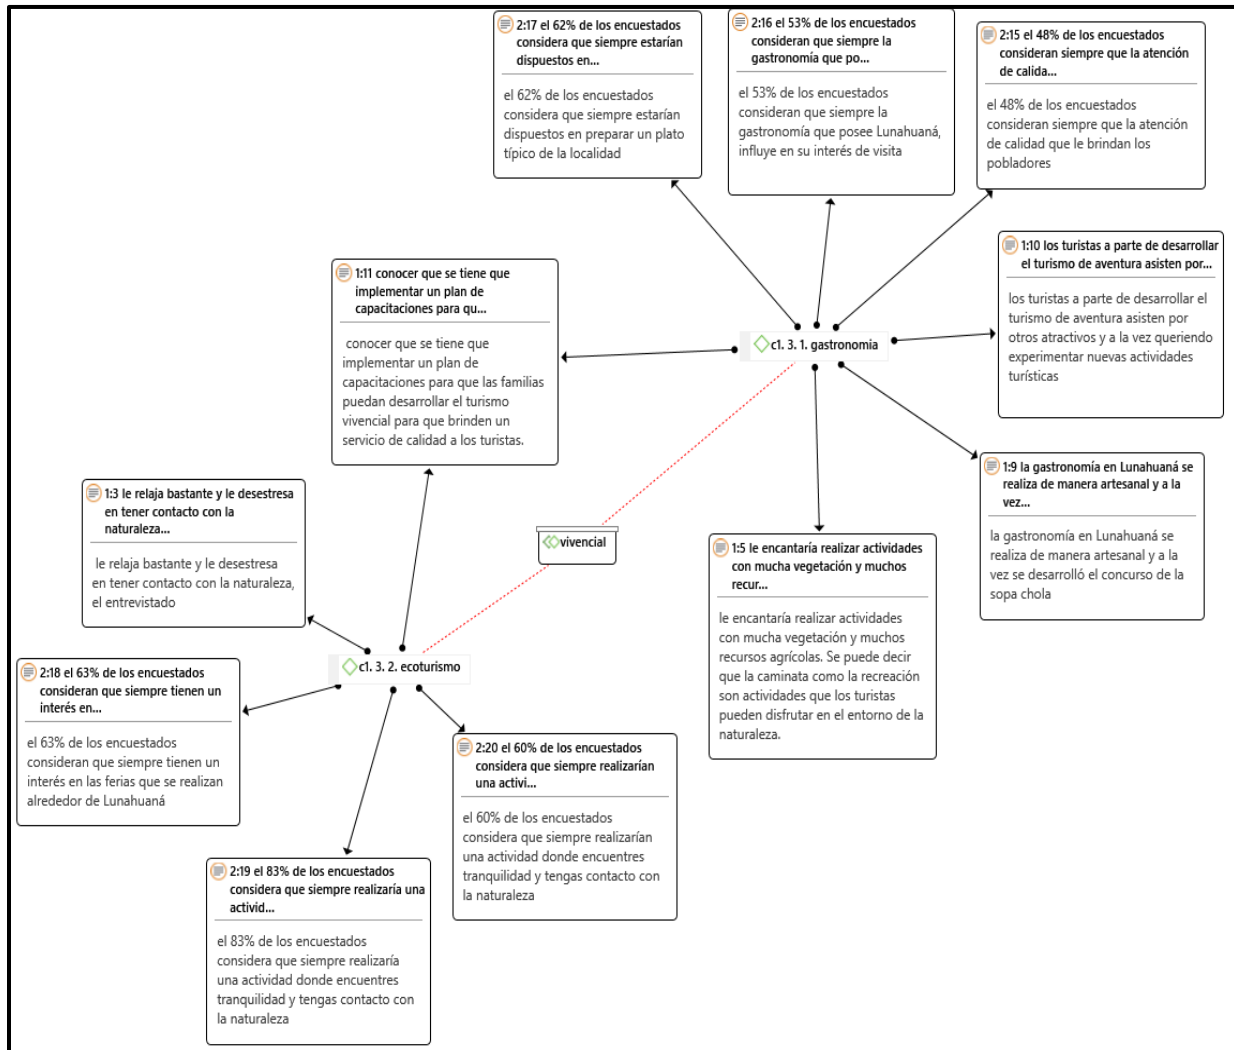 2:17 el 62% de los encuestados
considera que siempre estarían
dispuestos en...
el 62% de los encuestados
considera que siempre estarían
dispuestos en preparar un plato
típico de la localidad
2:16 el 53% de los encuestados
consideran que siempre la
gastronomía que po...
el 53% de los encuestados
consideran que siempre la
gastronomía que posee Lunahuaná,
influye en su interés de visita
2:15 el 48% de los encuestados
consideran siempre que la atención
de calida...
el 48% de los encuestados
consideran siempre que la atención
de calidad que le brindan los
pobladores
1:10 los turistas a parte de desarrollar
el turismo de aventura asisten por...
los turistas a parte de desarrollar el
turismo de aventura asisten por
otros atractivos y a la vez queriendo
experimentar nuevas actividades
turísticas
1:11 conocer que se tiene que
implementar un plan de
capacitaciones para qu...
conocer que se tiene que
implementar un plan de
capacitaciones para que las familias
puedan desarrollar el turismo
vivencial para que brinden un
servicio de calidad a los turistas.
c1. 3. 1. gastronomia
1:9 la gastronomía en Lunahuaná se
realiza de manera artesanal y a la
vez...
la gastronomía en Lunahuaná se
realiza de manera artesanal y a la
vez se desarrolló el concurso de la
sopa chola
1:3 le relaja bastante y le desestresa
en tener contacto con la
naturaleza...
le relaja bastante y le desestresa
en tener contacto con la naturaleza,
el entrevistado
vivencial
1:5 le encantaría realizar actividades
con mucha vegetación y muchos
recur...
le encantaría realizar actividades
con mucha vegetación y muchos
recursos agrícolas. Se puede decir
que la caminata como la recreación
son actividades que los turistas
pueden disfrutar en el entorno de la
naturaleza.
c1. 3. 2. ecoturismo
2:18 el 63% de los encuestados
consideran que siempre tienen un
interés en...
el 63% de los encuestados
consideran que siempre tienen un
interés en las ferias que se realizan
alrededor de Lunahuaná
2:20 el 60% de los encuestados
considera que siempre realizarían
una activi...
el 60% de los encuestados
considera que siempre realizarían
una actividad donde encuentres
tranquilidad y tengas contacto con
la naturaleza
2:19 el 83% de los encuestados
considera que siempre realizaría una
activid...
el 83% de los encuestados
considera que siempre realizaría
una actividad donde encuentres
tranquilidad y tengas contacto con
la naturaleza